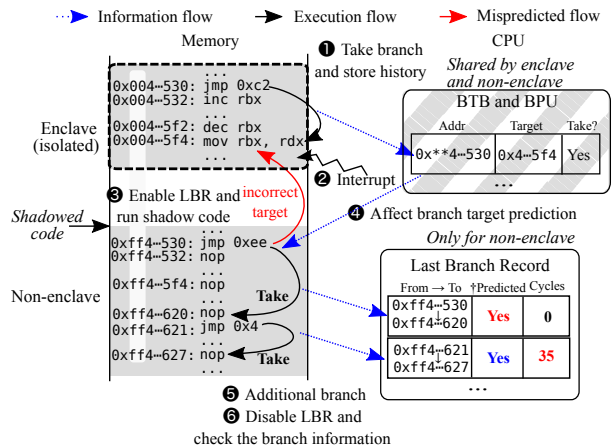 Information flow
Execution flow
Mispredicted flow
Memory
❶ Take branch
and store history
CPU
Shared by enclave
and non-enclave
BTB and BPU
Addr Target Take?
0x**4⋯530 0x4⋯5f4 Yes
...
Enclave
(isolated)
...
0x004⋯530: jmp 0xc2
0x004⋯532: inc rbx
...
0x004⋯5f2: dec rbx
0x004⋯5f4: mov rbx, rdx
...
❷ Interrupt
❸ Enable LBR and
run shadow code
incorrect
target
❹ Affect branch target prediction
Shadowed
code
Non-enclave
...
0xff4⋯530: jmp 0xee
0xff4⋯532: nop
...
0xff4⋯5f4: nop
...
0xff4⋯620: nop
0xff4⋯621: jmp 0x4
...
0xff4⋯627: nop
...
Take
Take
Only for non-enclave
Last Branch Record
From → To †Predicted Cycles
0xff4⋯530
↓
0xff4⋯620
Yes 0
0xff4⋯621
↓
0xff4⋯627
Yes 35
...
❺ Additional branch
❻ Disable LBR and
check the branch information